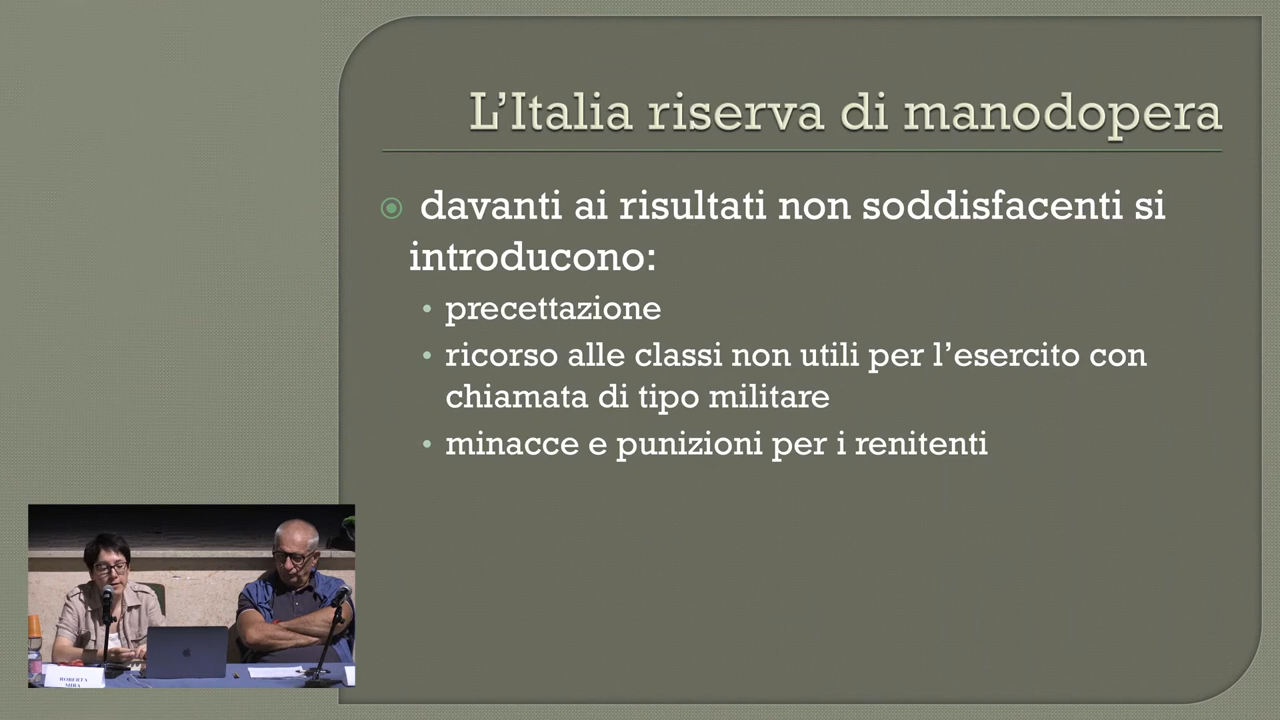 L’Italia riserva di manodopera
davanti ai risultati non soddisfacenti si
introducono:
precettazione
ricorso alle classi non utili per l’esercito con
chiamata di tipo militare
minacce e punizioni per i renitenti
ROBERTA
MIRA